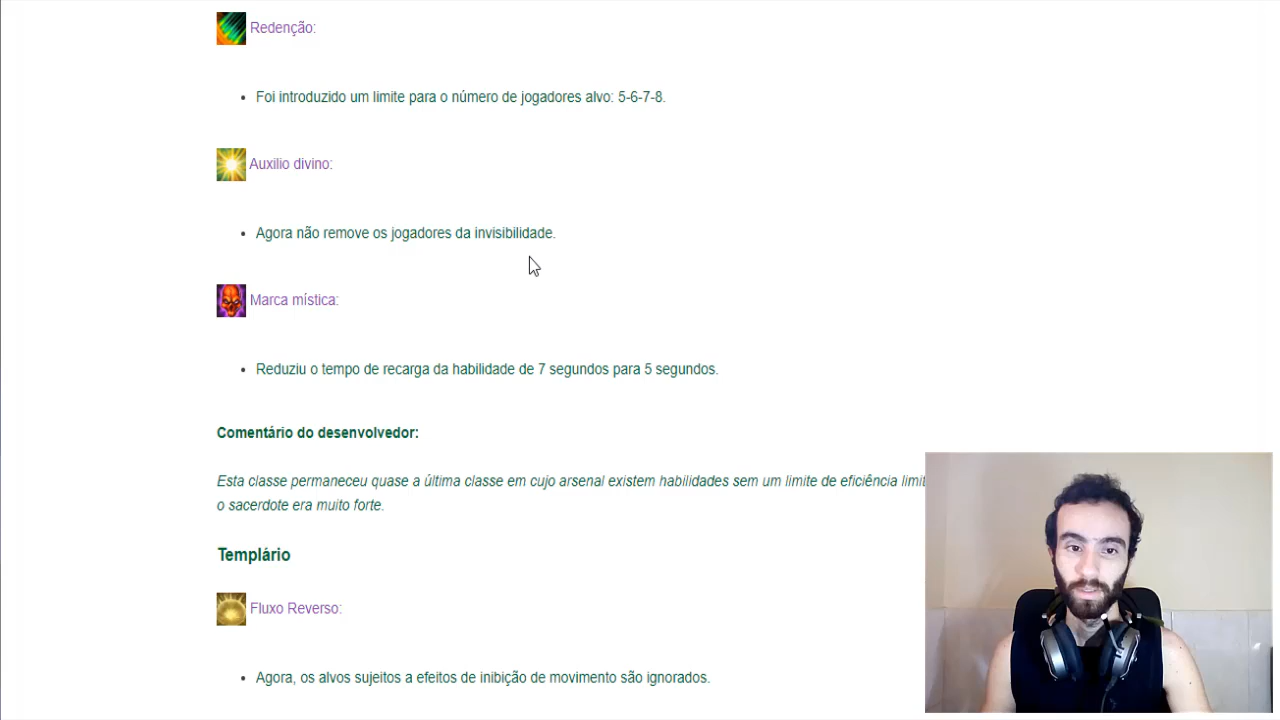 Redenção:
Foi introduzido um limite para o número de jogadores alvo: 5-6-7-8.
Auxilio divino:
Agora não remove os jogadores da invisibilidade.
Marca mística:
Reduziu o tempo de recarga da habilidade de 7 segundos para 5 segundos.
Comentário do desenvolvedor:
Esta classe permaneceu quase a última classe em cujo arsenal existem habilidades sem um limite de eficiência
o sacerdote era muito forte.
Templário
Fluxo Reverso:
Agora, os alvos sujeitos a efeitos de inibição de movimento são ignorados.